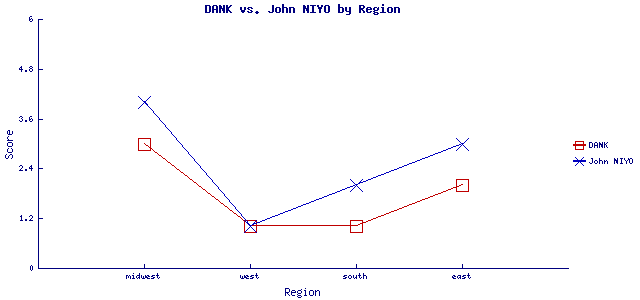 DANK vs. John NIYO by Region
6
4.8
3.6
2.4
1.2
0
Score
midwest west south east
Region
DANK
John NIYO